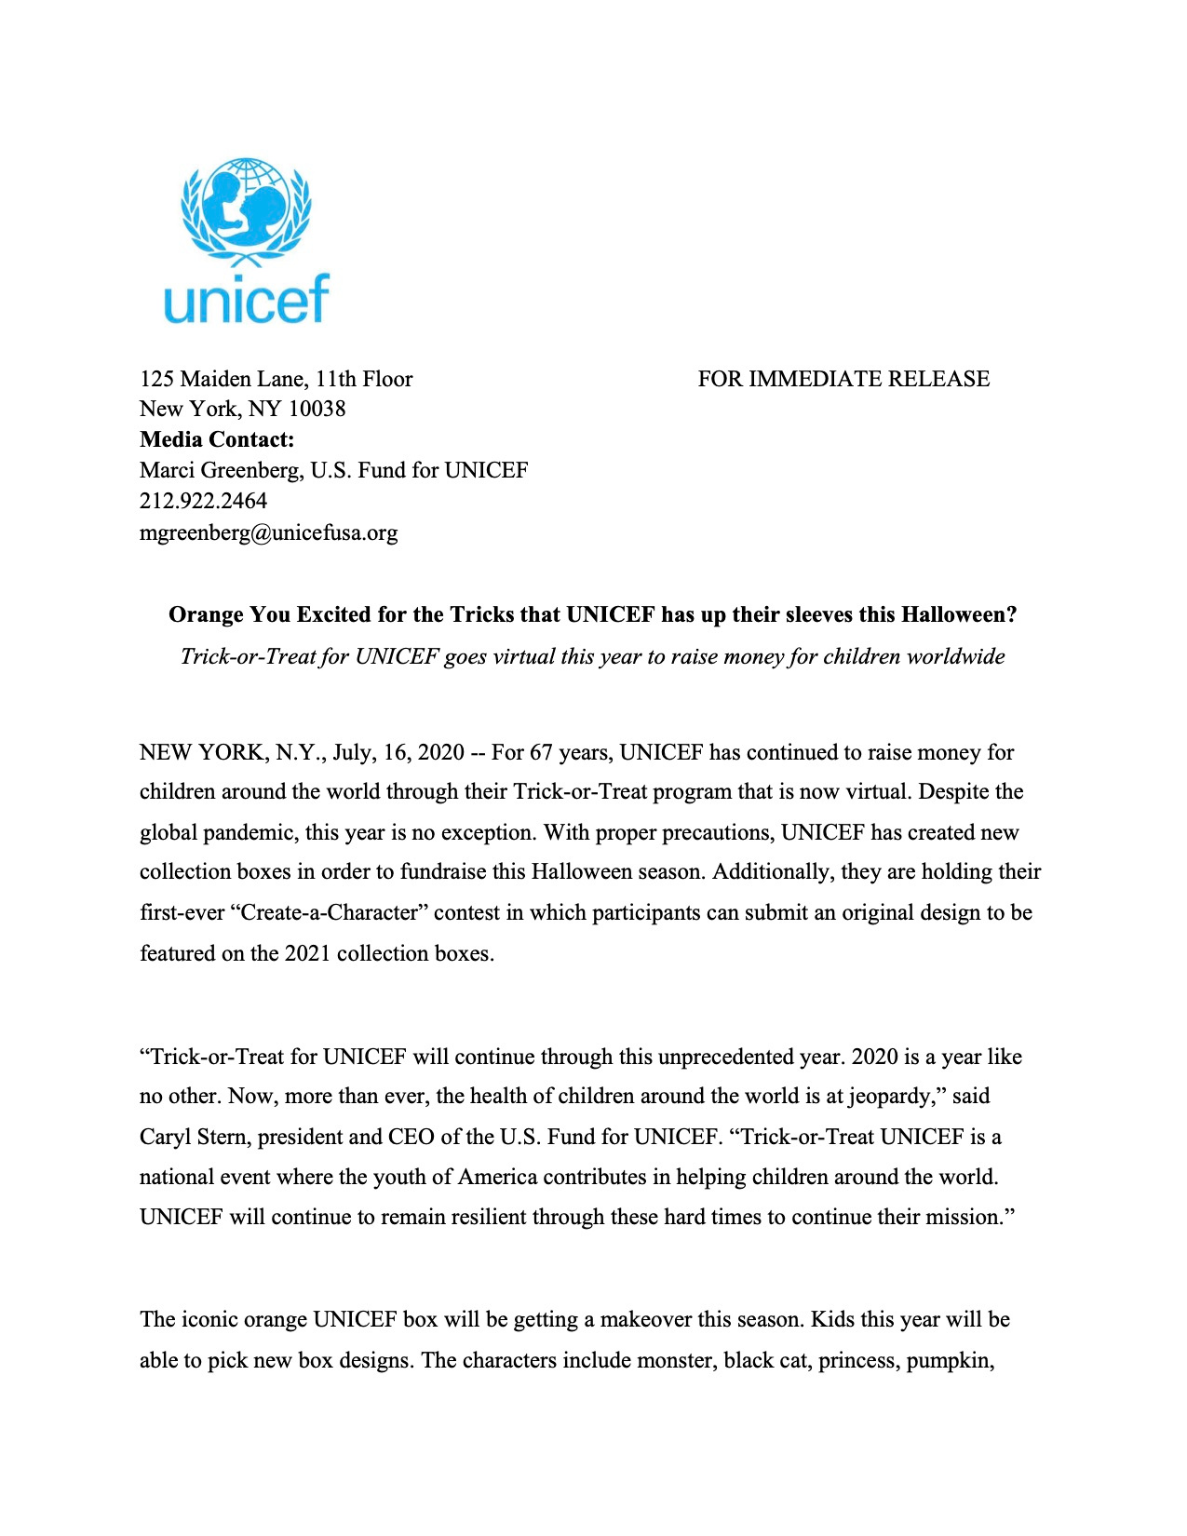 unicef
125 Maiden Lane, 11th Floor
FOR IMMEDIATE RELEASE
New York, NY 10038
Media Contact:
Marci Greenberg, U.S. Fund for UNICEF
212.922.2464
mgreenberg@unicefusa.org
Orange You Excited for the Tricks that UNICEF has up their sleeves this Halloween?
Trick-or-Treat for UNICEF goes virtual this year to raise money for children worldwide
NEW YORK, N.Y., July, 16, 2020 -- For 67 years, UNICEF has continued to raise money for
children around the world through their Trick-or-Treat program that is now virtual. Despite the
global pandemic, this year is no exception. With proper precautions, UNICEF has created new
collection boxes in order to fundraise this Halloween season. Additionally, they are holding their
first-ever “Create-a-Character” contest in which participants can submit an original design to be
featured on the 2021 collection boxes.
“Trick-or-Treat for UNICEF will continue through this unprecedented year. 2020 is a year like
no other. Now, more than ever, the health of children around the world is at jeopardy,” said
Caryl Stern, president and CEO of the U.S. Fund for UNICEF. “Trick-or-Treat UNICEF is a
national event where the youth of America contributes in helping children around the world.
UNICEF will continue to remain resilient through these hard times to continue their mission.”
The iconic orange UNICEF box will be getting a makeover this season. Kids this year will be
able to pick new box designs. The characters include monster, black cat, princess, pumpkin,